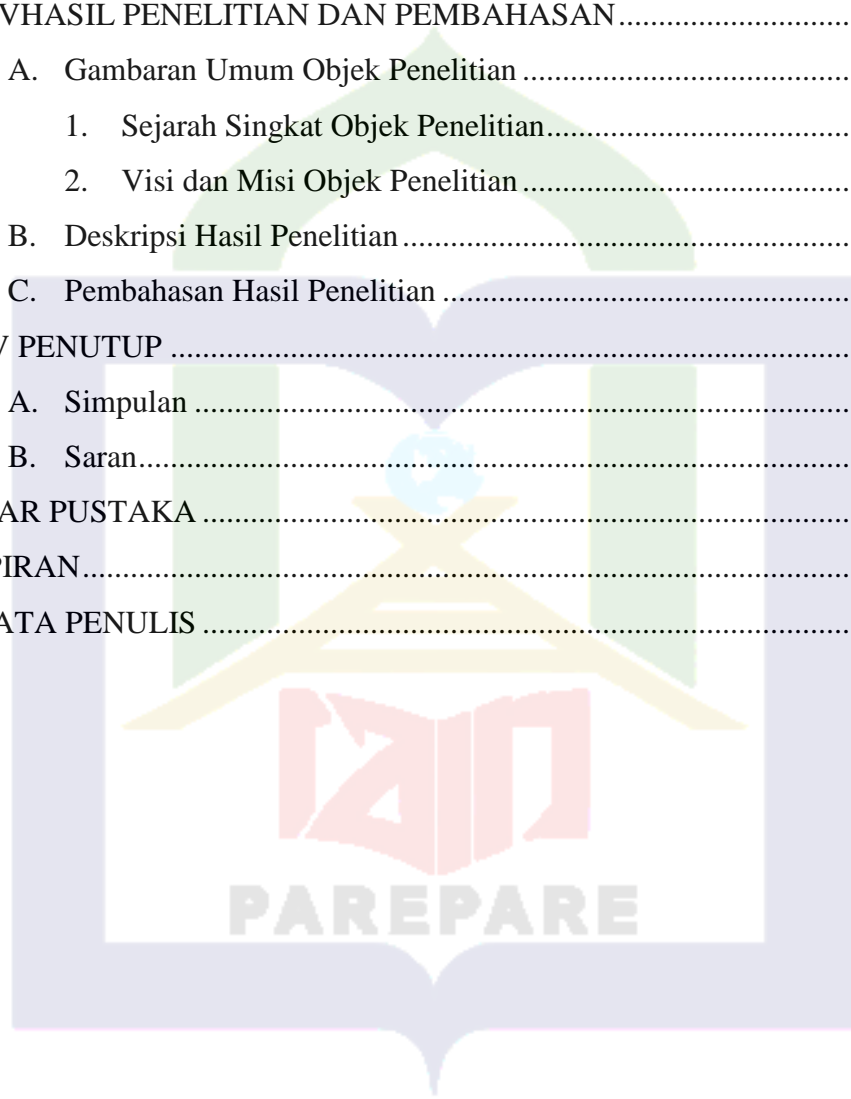 VHASIL PENELITIAN DAN PEMBAHASAN....................................
A. Gambaran Umum Objek Penelitian....................................
1. Sejarah Singkat Objek Penelitian....................................
2. Visi dan Misi Objek Penelitian....................................
B. Deskripsi Hasil Penelitian....................................
C. Pembahasan Hasil Penelitian....................................
V PENUTUP....................................
A. Simpulan....................................
B. Saran....................................
AR PUSTAKA....................................
PIRAN....................................
ATA PENULIS....................................
iain
PAREPARE